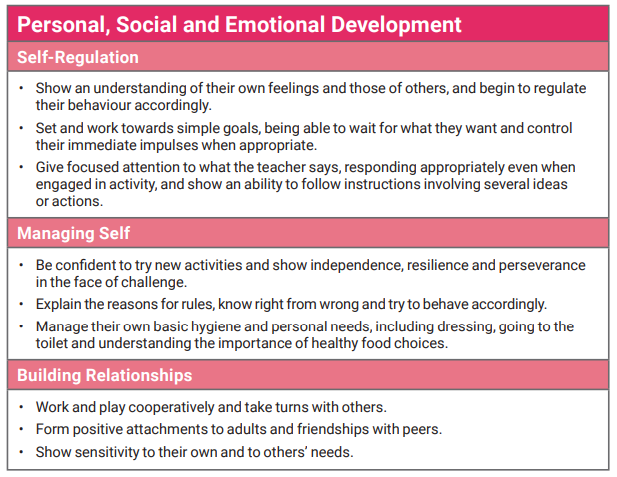 Personal, Social and Emotional Development
Self-Regulation
• Show an understanding of their own feelings and those of others, and begin to regulate
their behaviour accordingly.
• Set and work towards simple goals, being able to wait for what they want and control
their immediate impulses when appropriate.
• Give focused attention to what the teacher says, responding appropriately even when
engaged in activity, and show an ability to follow instructions involving several ideas
or actions.
Managing Self
• Be confident to try new activities and show independence, resilience and perseverance
in the face of challenge.
• Explain the reasons for rules, know right from wrong and try to behave accordingly.
• Manage their own basic hygiene and personal needs, including dressing, going to the
toilet and understanding the importance of healthy food choices.
Building Relationships
• Work and play cooperatively and take turns with others.
• Form positive attachments to adults and friendships with peers.
• Show sensitivity to their own and to others’ needs.